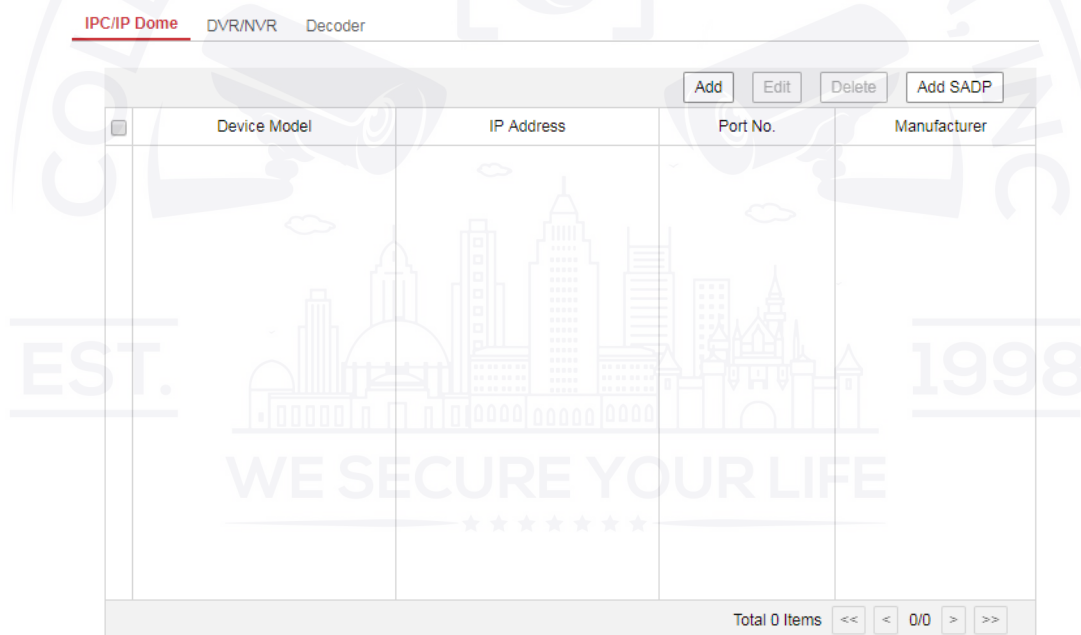 IPC/IP Dome DVR/NVR Decoder
Add Edit Delete Add SADP
Device Model IP Address Port No. Manufacturer
EST. 1998
WE SECURE YOUR LIFE
Total 0 Items << < 0/0 > >>